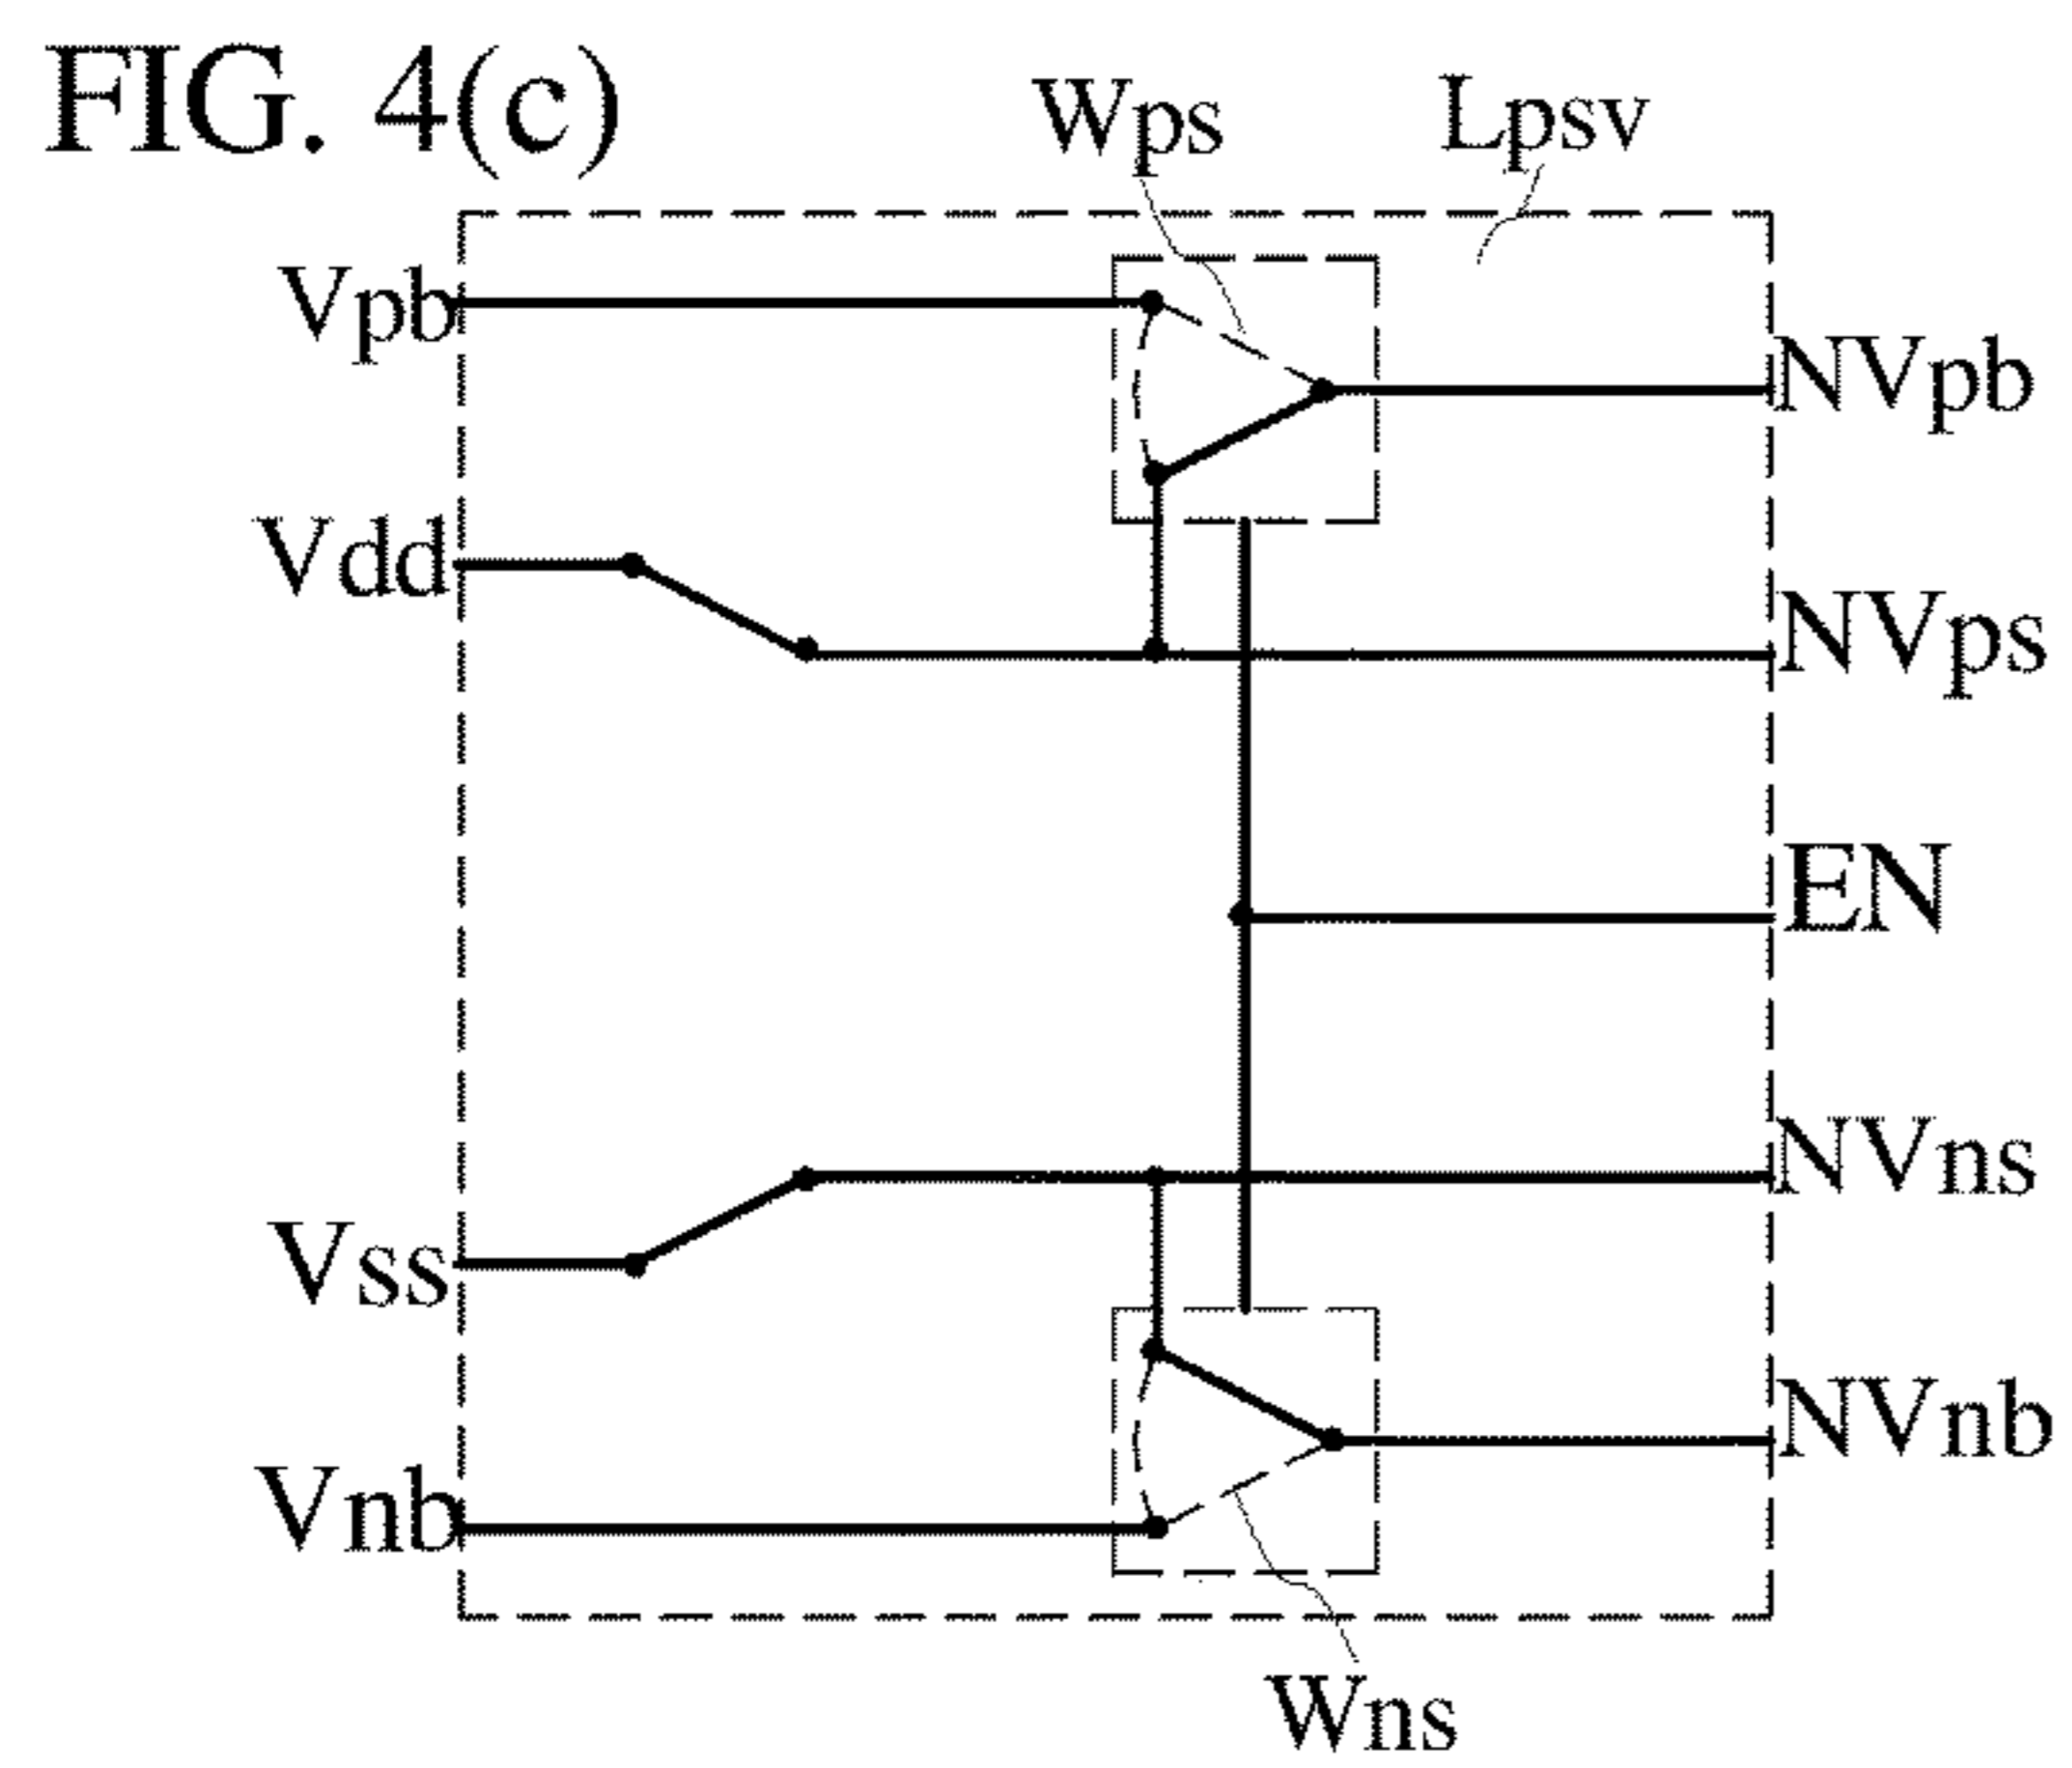 FIG. 4(c)
Wps
Lpsv
Vpb
NVpb
Vdd
NVps
EN
NVns
Vss
NVnb
Vnb
Wns